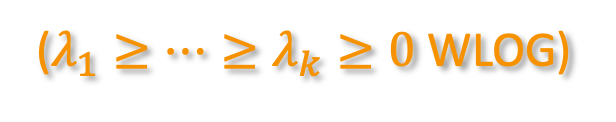 (λ₁ ≥ ⋯ ≥ λₖ ≥ 0 WLOG)